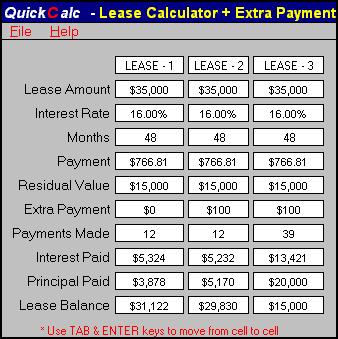 QuickCalc - Lease Calculator + Extra Payment
File Help
LEASE - 1 LEASE - 2 LEASE - 3
Lease Amount $35,000 $35,000 $35,000
Interest Rate 16.00% 16.00% 16.00%
Months 48 48 48
Payment $766.81 $766.81 $766.81
Residual Value $15,000 $15,000 $15,000
Extra Payment $0 $100 $100
Payments Made 12 12 39
Interest Paid $5,324 $5,232 $13,421
Principal Paid $3,878 $5,170 $20,000
Lease Balance $31,122 $29,830 $15,000
* Use TAB & ENTER keys to move from cell to cell